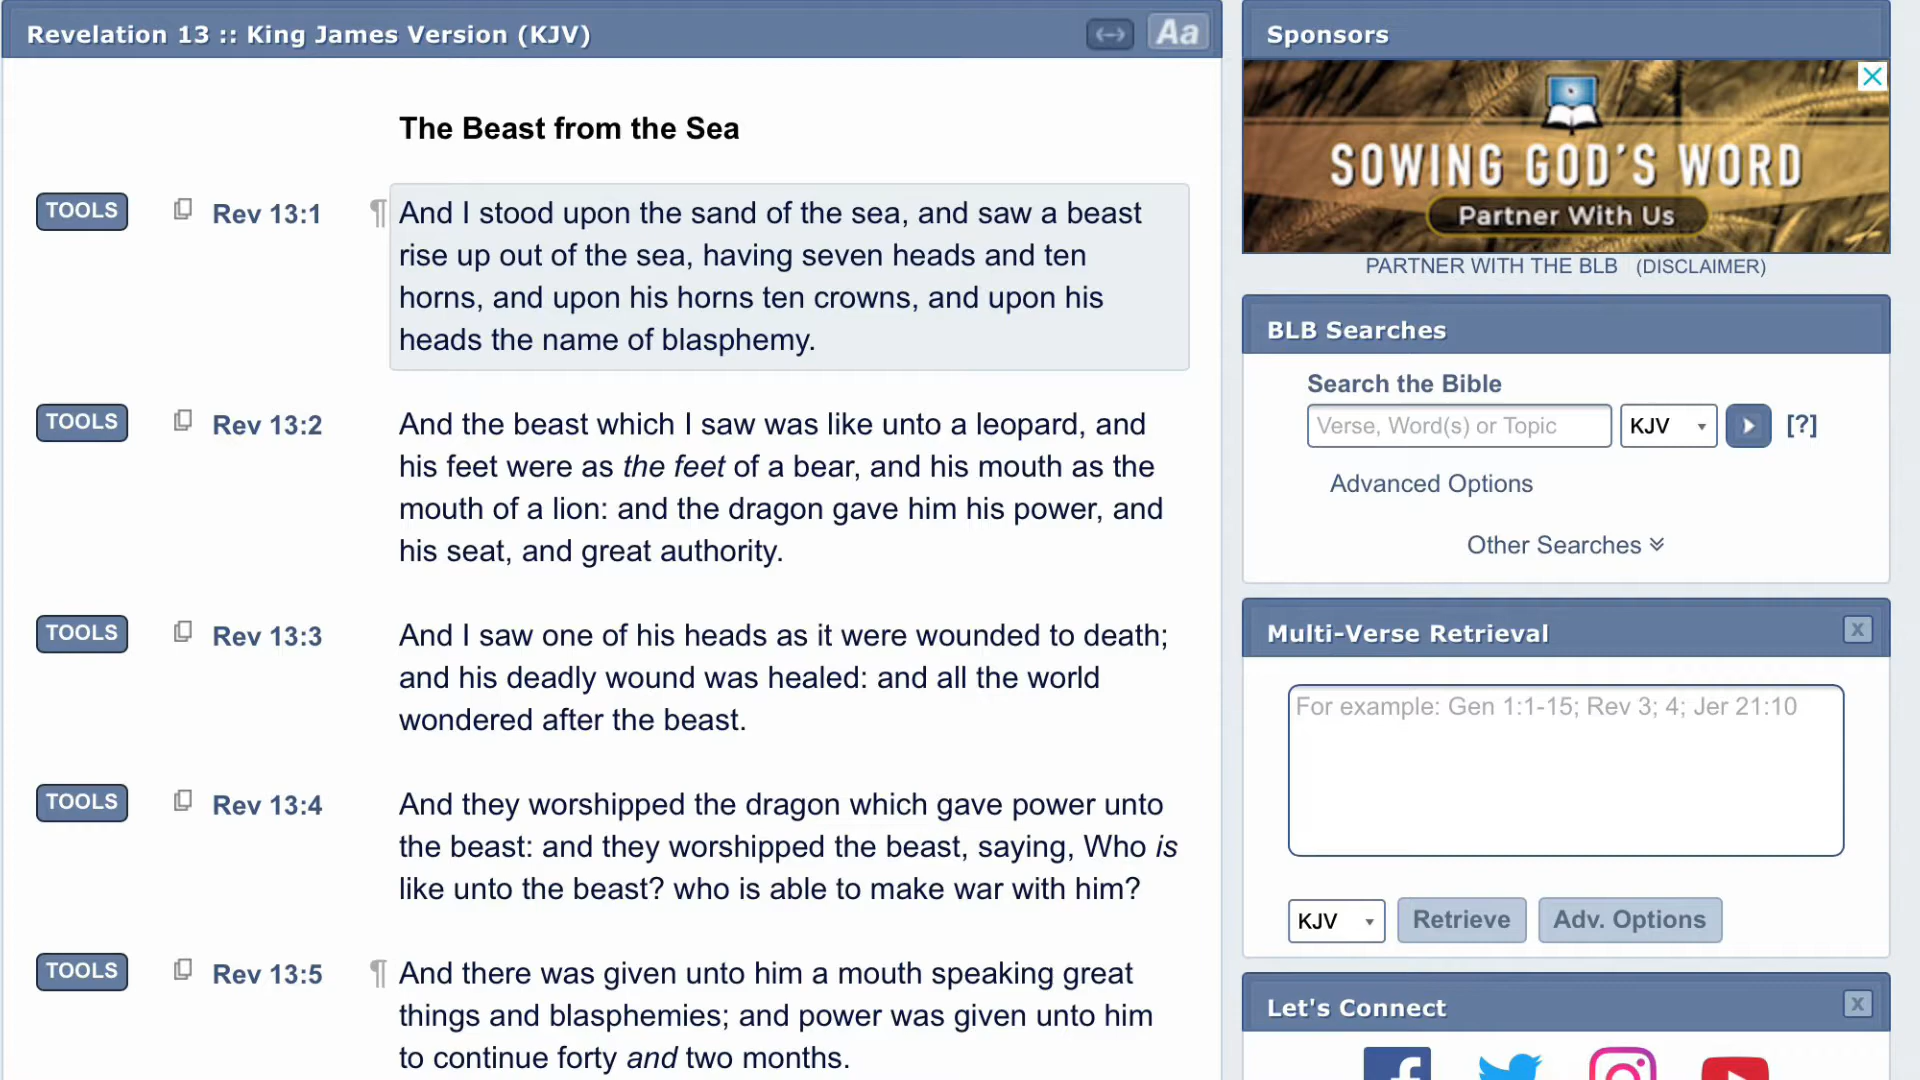 Revelation 13 :: King James Version (KJV)
Aa
The Beast from the Sea
TOOLS
Rev 13:1
¶ And I stood upon the sand of the sea, and saw a beast
rise up out of the sea, having seven heads and ten
horns, and upon his horns ten crowns, and upon his
heads the name of blasphemy.
TOOLS
Rev 13:2
And the beast which I saw was like unto a leopard, and
his feet were as the feet of a bear, and his mouth as the
mouth of a lion: and the dragon gave him his power, and
his seat, and great authority.
TOOLS
Rev 13:3
And I saw one of his heads as it were wounded to death;
and his deadly wound was healed: and all the world
wondered after the beast.
TOOLS
Rev 13:4
And they worshipped the dragon which gave power unto
the beast: and they worshipped the beast, saying, Who is
like unto the beast? who is able to make war with him?
TOOLS
Rev 13:5
¶ And there was given unto him a mouth speaking great
things and blasphemies; and power was given unto him
to continue forty and two months.
Sponsors
SOWING GOD'S WORD
Partner With Us
PARTNER WITH THE BLB (DISCLAIMER)
BLB Searches
Search the Bible
Verse, Word(s) or Topic
KJV
[?]
Advanced Options
Other Searches
Multi-Verse Retrieval
X
For example: Gen 1:1-15; Rev 3; 4; Jer 21:10
KJV
Retrieve
Adv. Options
Let's Connect
X